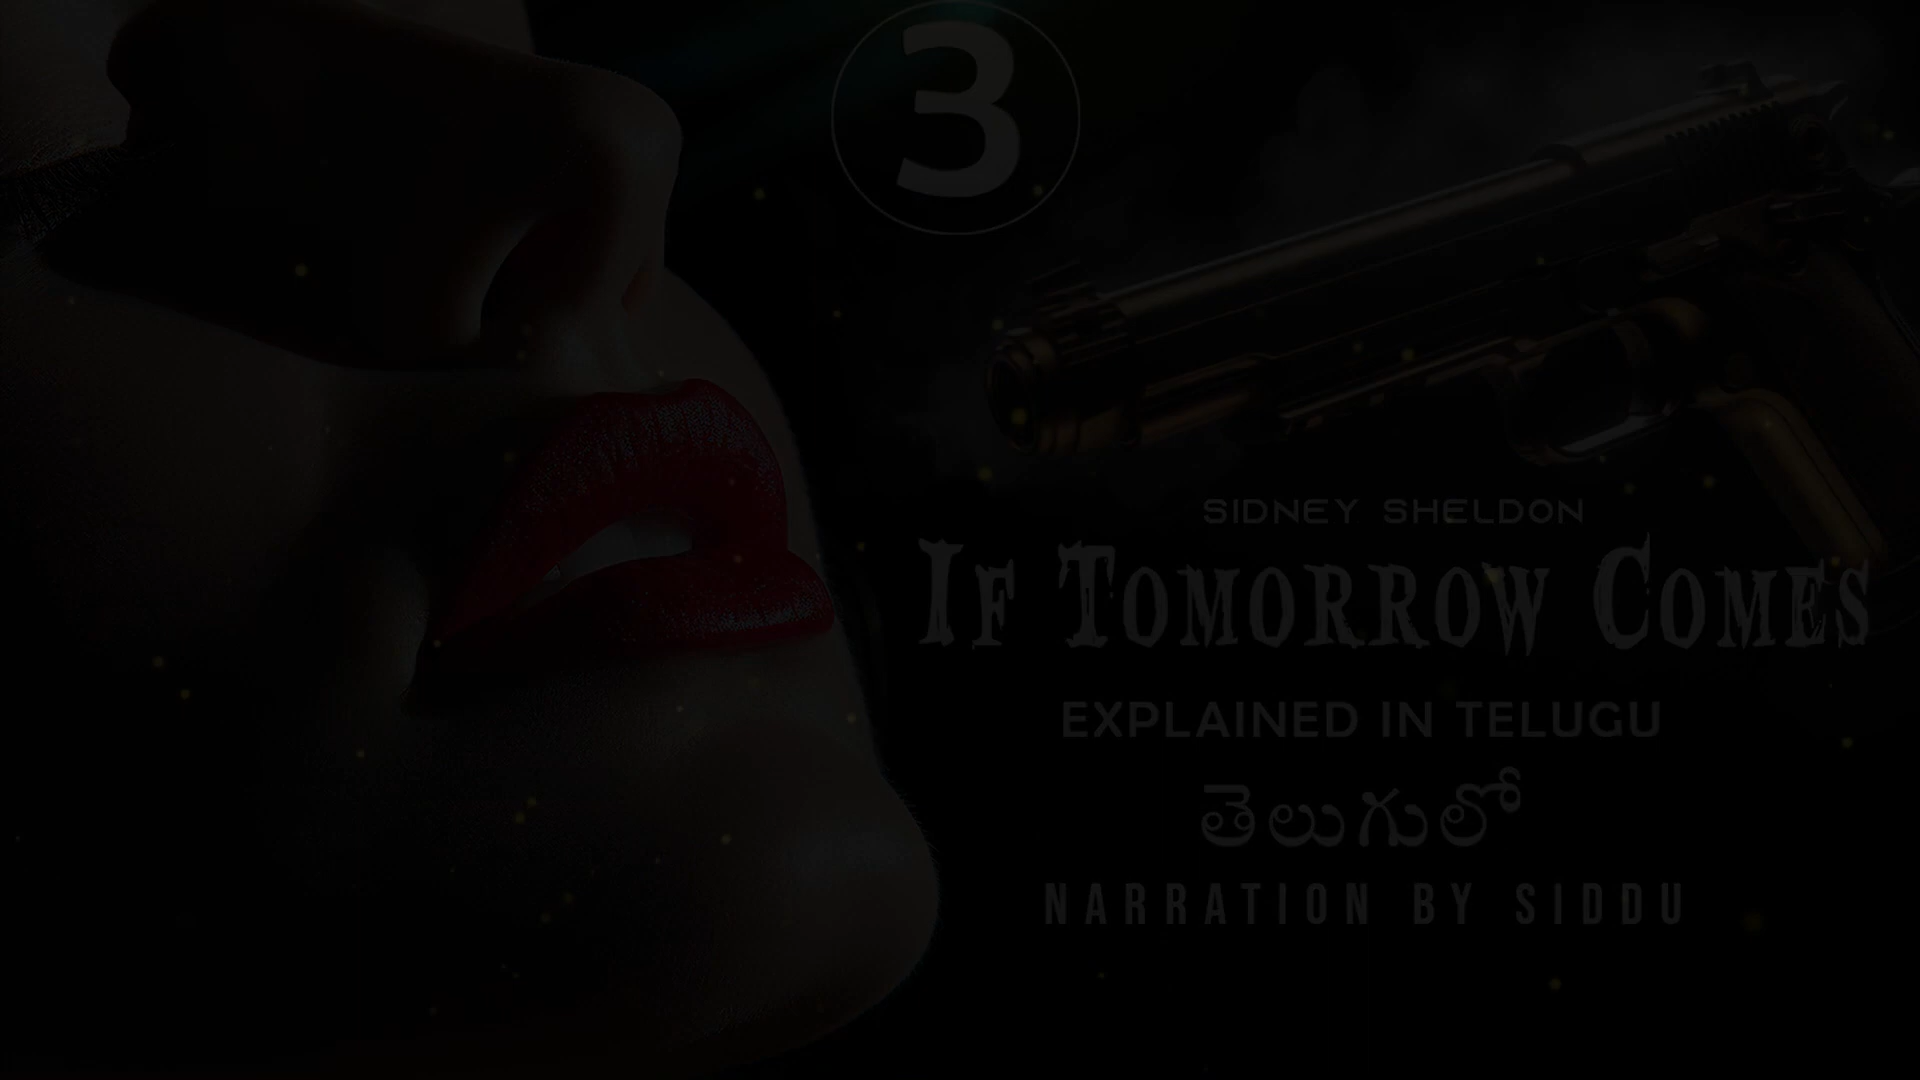 3
SIDNEY SHELDON
IF TOMORROW COMES
EXPLAINED IN TELUGU
తెలుగులో
NARRATION BY SIDDU